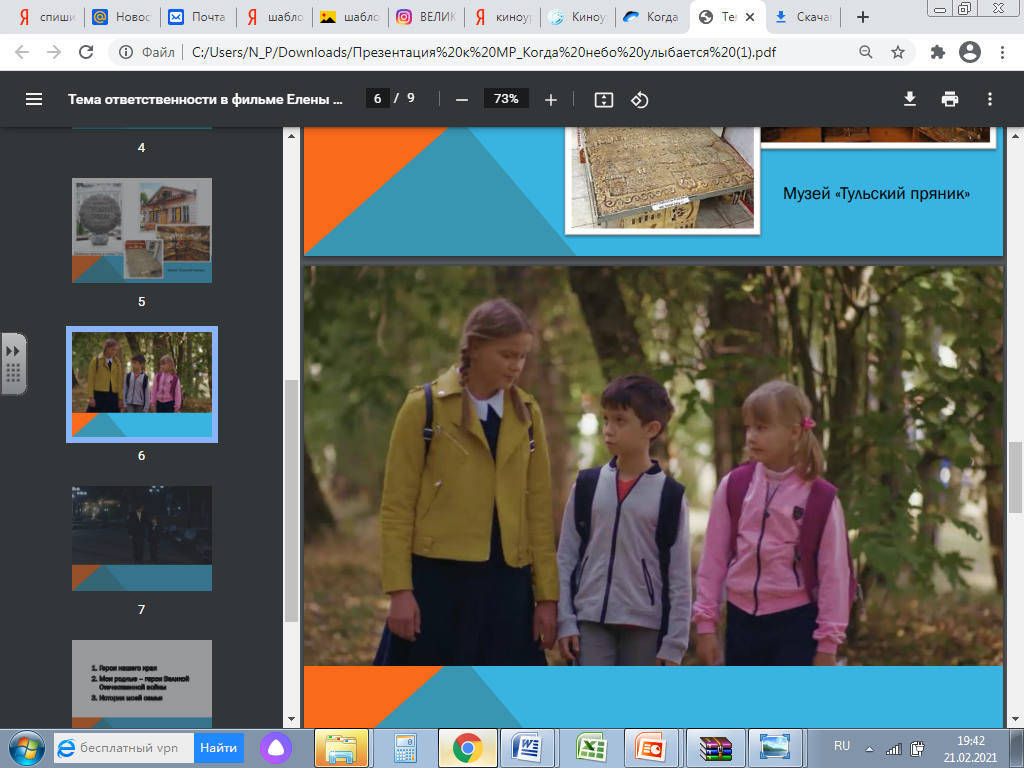 спиши
Новос
Почта
шабло
шабло
ВЕЛИК
киноур
Киноу
Когда
Те
Скача
Файл
C:/Users/N_P/Downloads/Презентация%20к%20МР_Когда%20небо%20улыбается%20(1).pdf
Тема ответственности в фильме Елены ...
6 / 9
73%
4
5
6
7
1. Герои нашего края
2. Мои родные – герои Великой
Отечественной войны
3. История моей семьи
Музей «Тульский пряник»
бесплатный vpn
Найти
RU
19:42
21.02.2021